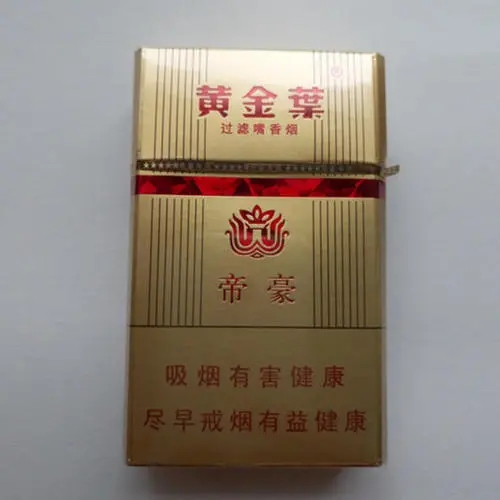 黄金葉
过滤嘴香烟
帝豪
吸烟有害健康
尽早戒烟有益健康